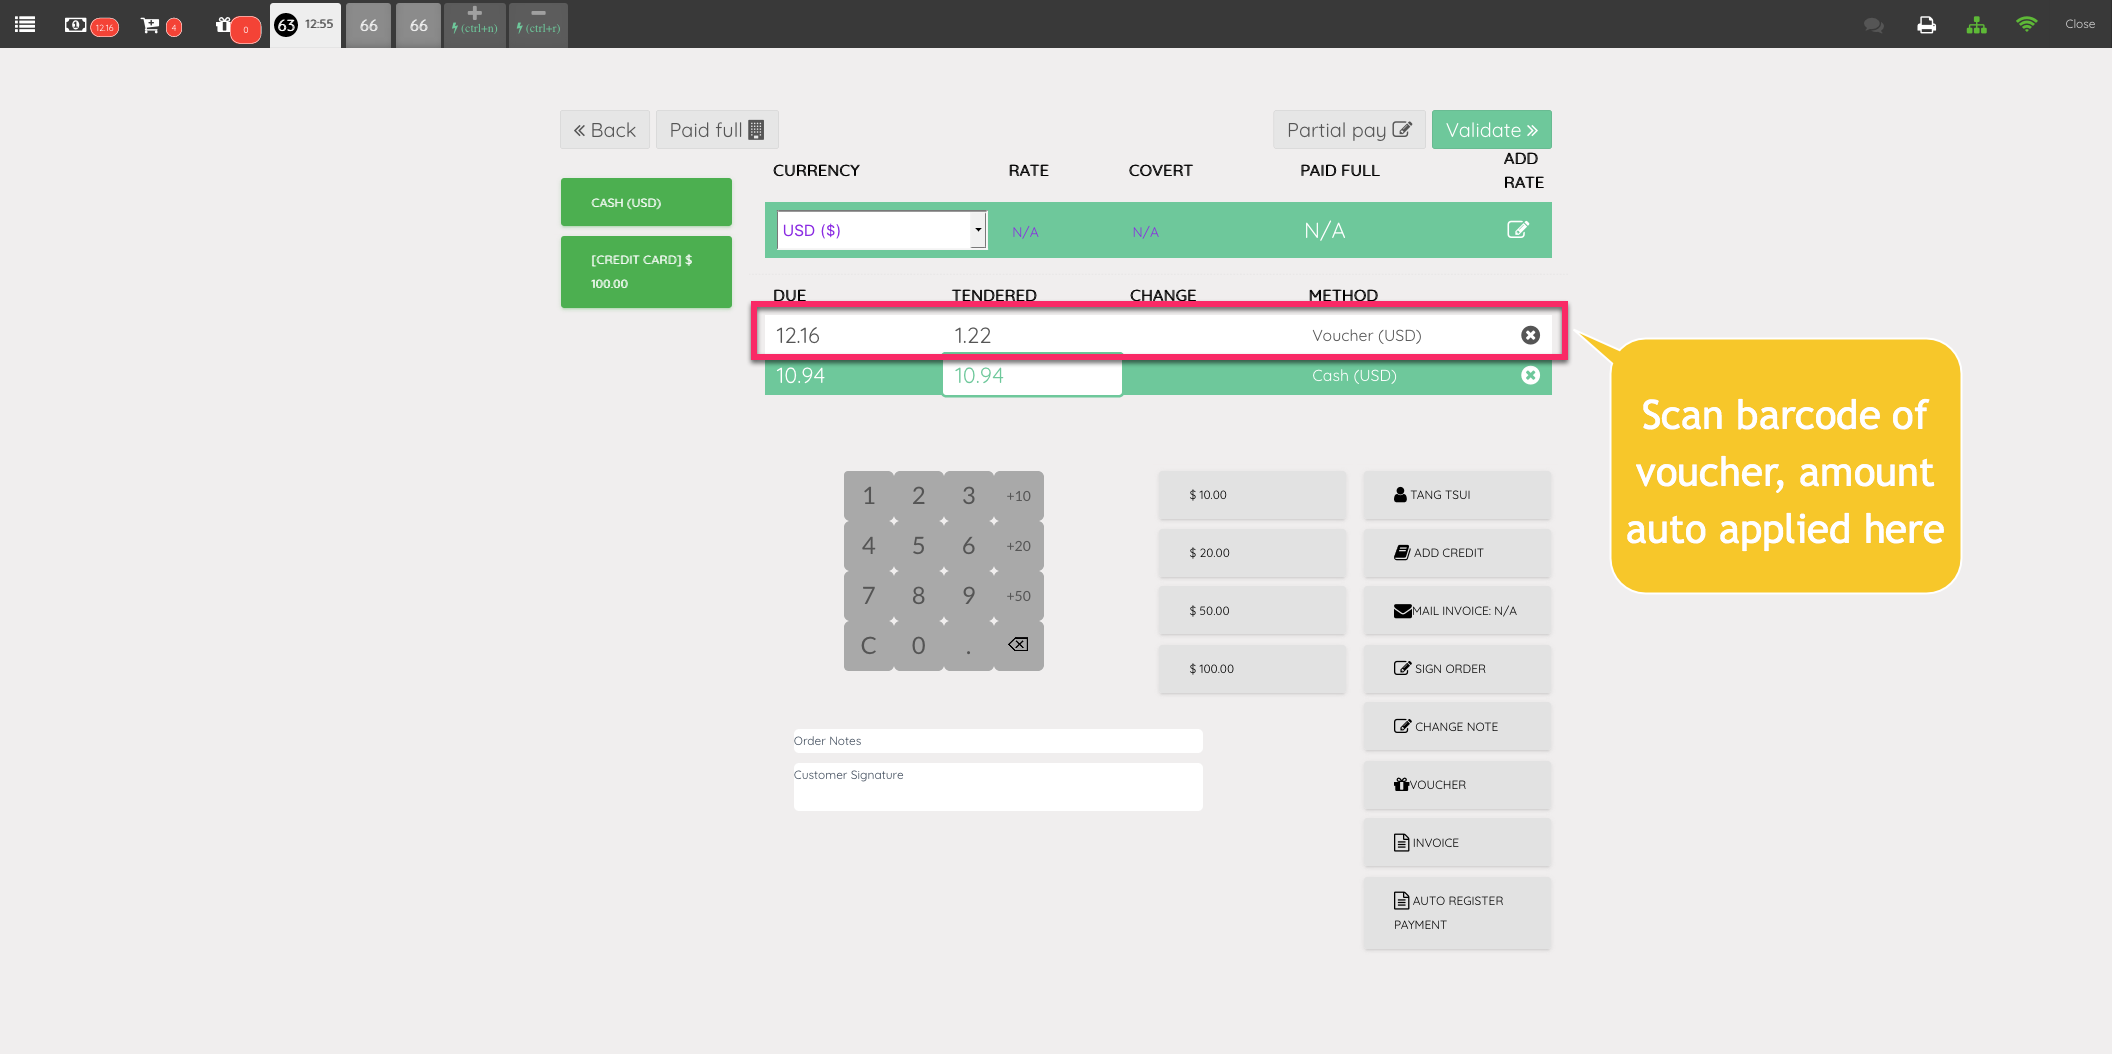 12.16
4
0
63 12:55
66
66
(ctrl+n)
(ctrl+r)
Close
« Back
Paid full
Partial pay
Validate »
CURRENCY RATE COVERT PAID FULL ADD RATE
CASH (USD)
USD ($) N/A N/A N/A
[CREDIT CARD] $
100.00
DUE TENDERED CHANGE METHOD
12.16 1.22 Voucher (USD)
10.94 10.94 Cash (USD)
Scan barcode of
voucher, amount
auto applied here
1 2 3 +10
4 5 6 +20
7 8 9 +50
C 0 .
$ 10.00
$ 20.00
$ 50.00
$ 100.00
TANG TSUI
ADD CREDIT
MAIL INVOICE: N/A
SIGN ORDER
CHANGE NOTE
VOUCHER
INVOICE
AUTO REGISTER
PAYMENT
Order Notes
Customer Signature